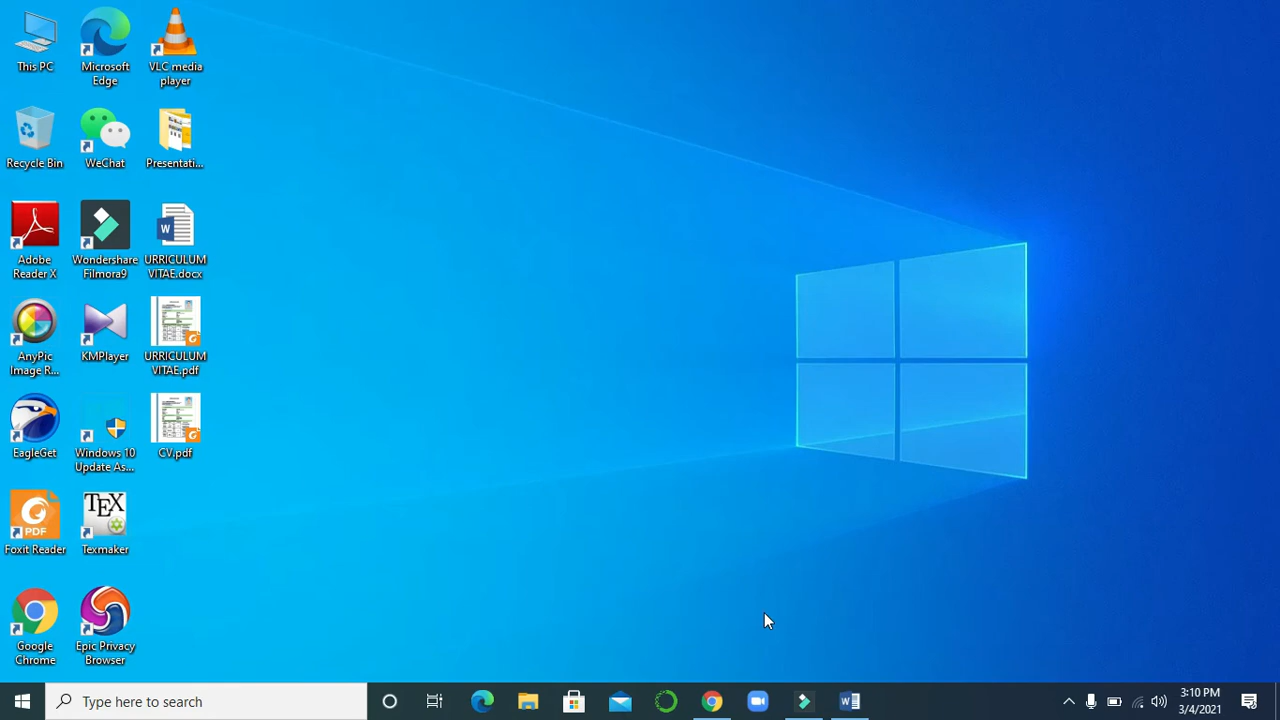 This PC
Microsoft
Edge
VLC media
player
Recycle Bin
WeChat
Presentati...
Adobe
Reader X
Wondershare
Filmora9
W
URRICULUM
VITAE.docx
AnyPic
Image R...
KMPlayer
URRICULUM
VITAE.pdf
EagleGet
Windows 10
Update As...
CV.pdf
PDF
Foxit Reader
TEX
Texmaker
Google
Chrome
Epic Privacy
Browser
Type here to search
W
3:10 PM
3/4/2021